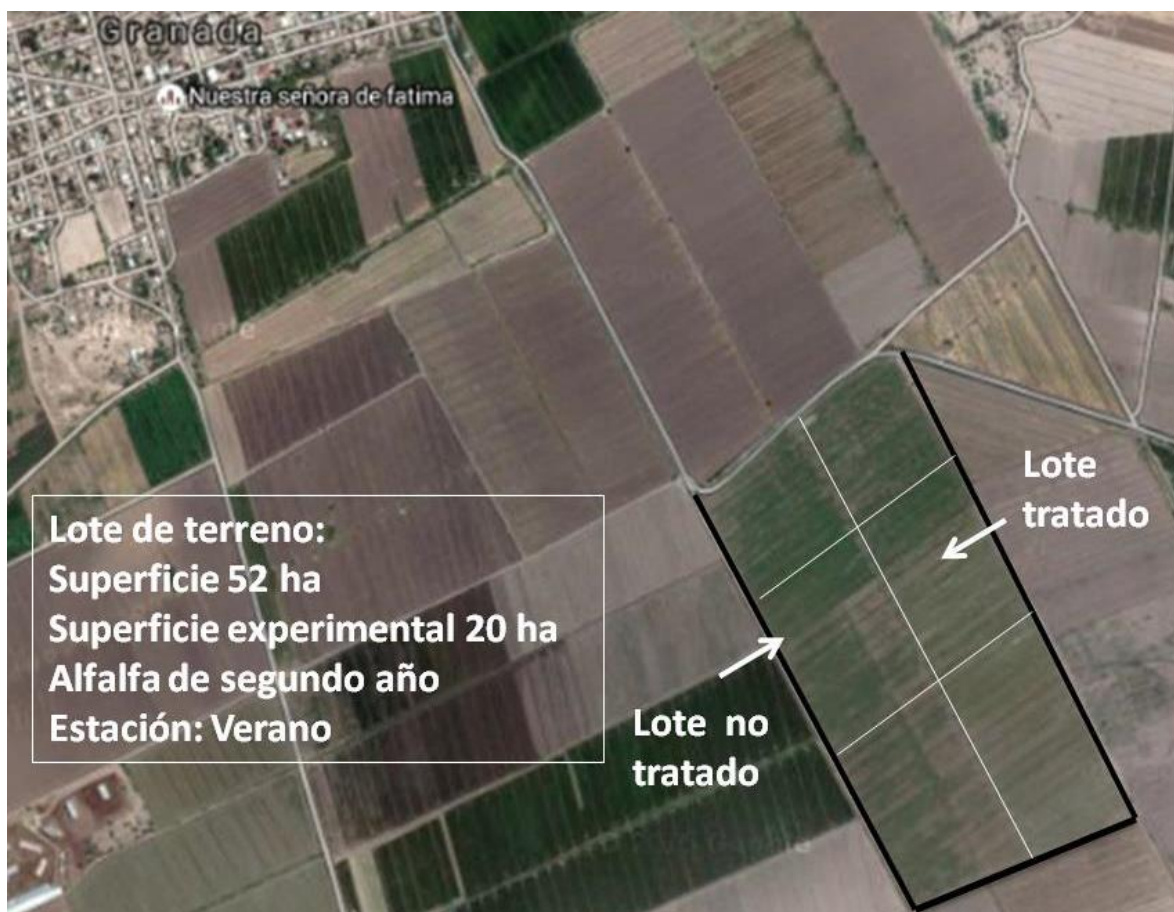 Granada
Nuestra señora de fatima
Lote de terreno:
Superficie 52 ha
Superficie experimental 20 ha
Alfalfa de segundo año
Estación: Verano
Lote
tratado
Lote no
tratado